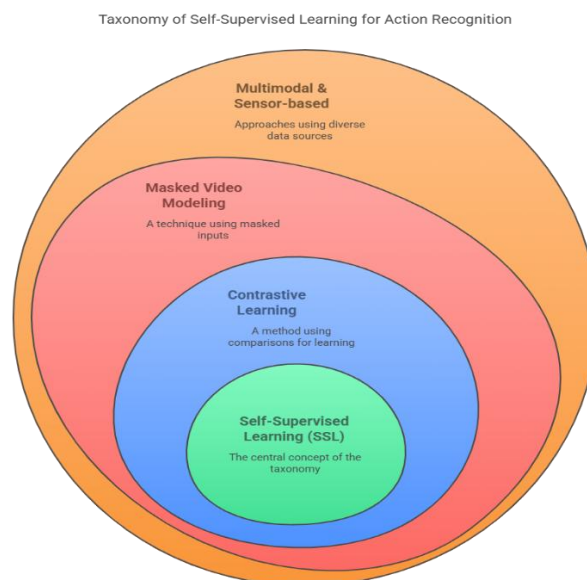 Taxonomy of Self-Supervised Learning for Action Recognition
Multimodal &
Sensor-based
Approaches using diverse
data sources
Masked Video
Modeling
A technique using masked
inputs
Contrastive
Learning
A method using
comparisons for learning
Self-Supervised
Learning (SSL)
The central concept of the
taxonomy